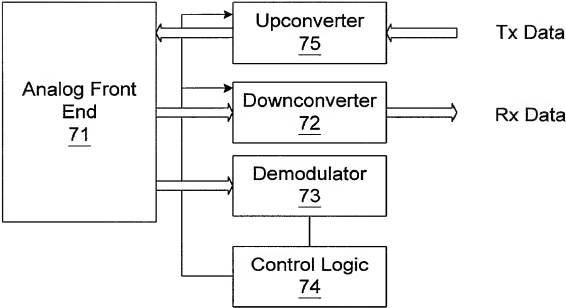 Analog Front
End
71
Upconverter
75
Tx Data
Downconverter
72
Rx Data
Demodulator
73
Control Logic
74